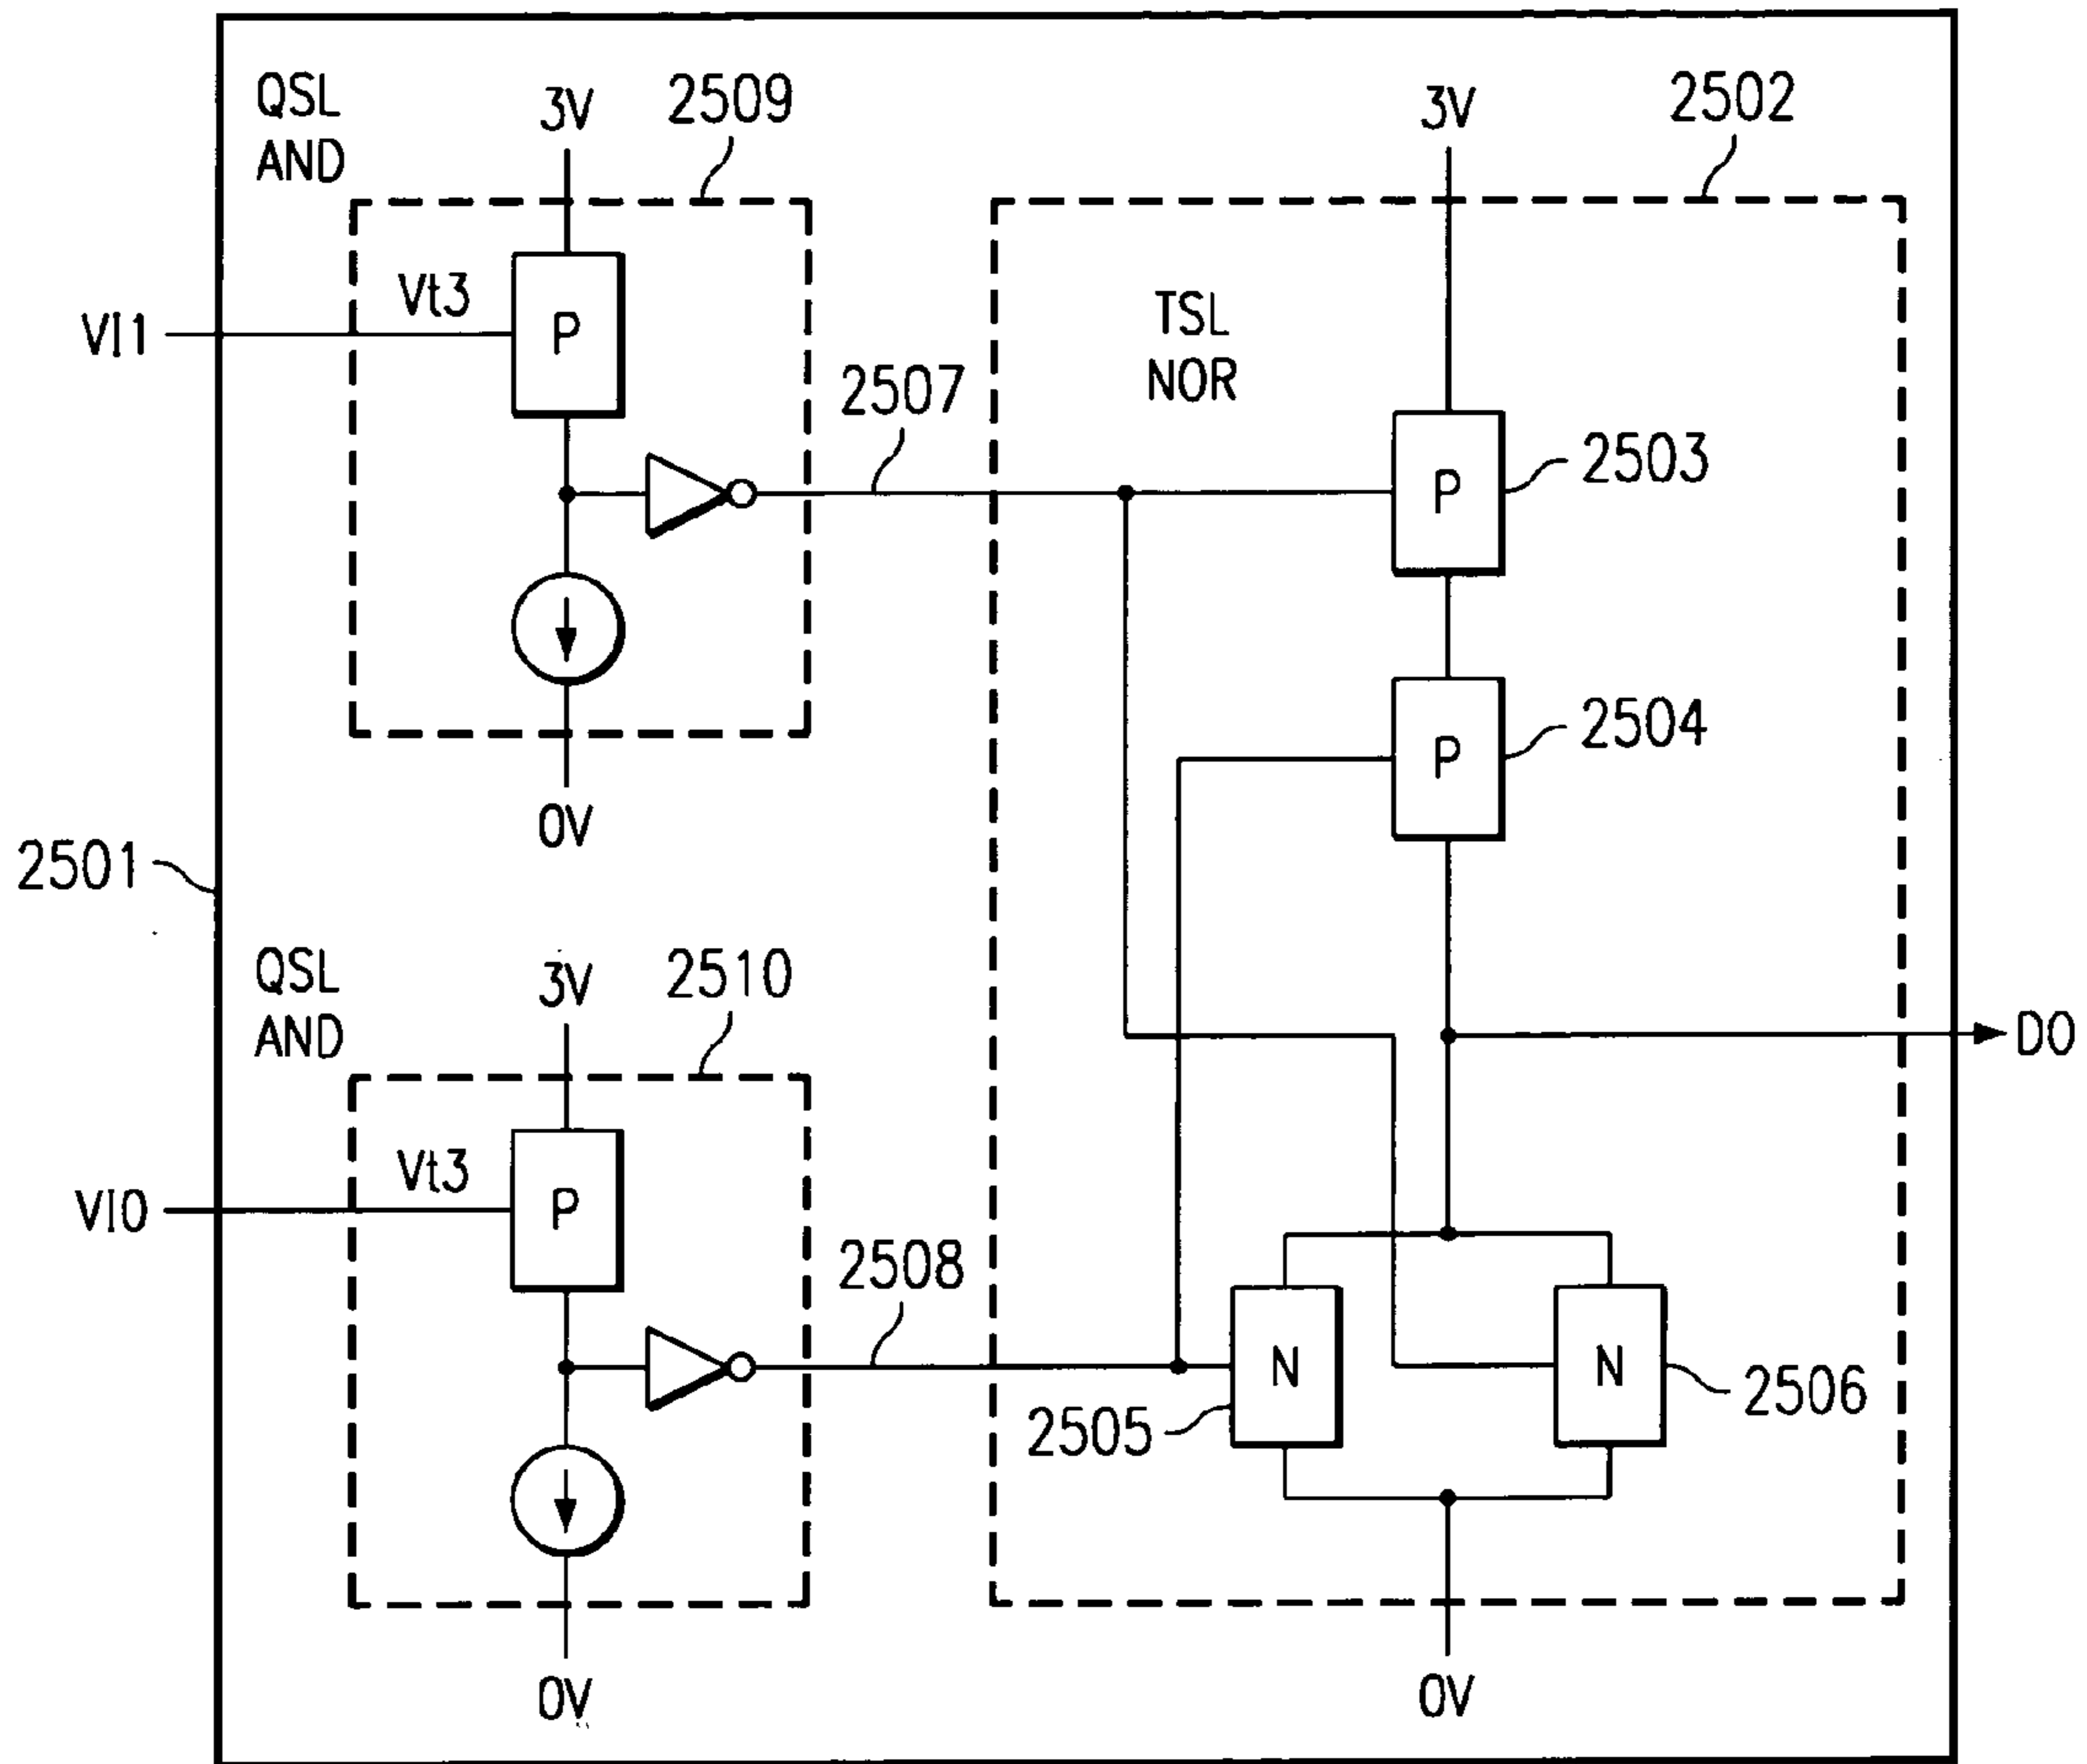 QSL
AND
3V
2509
3V
2502
Vt3
P
VI1
TSL
NOR
2507
P
2503
P
2504
0V
2501
QSL
AND
3V
2510
DO
Vt3
P
VI0
2508
N
N
2505
2506
0V
0V